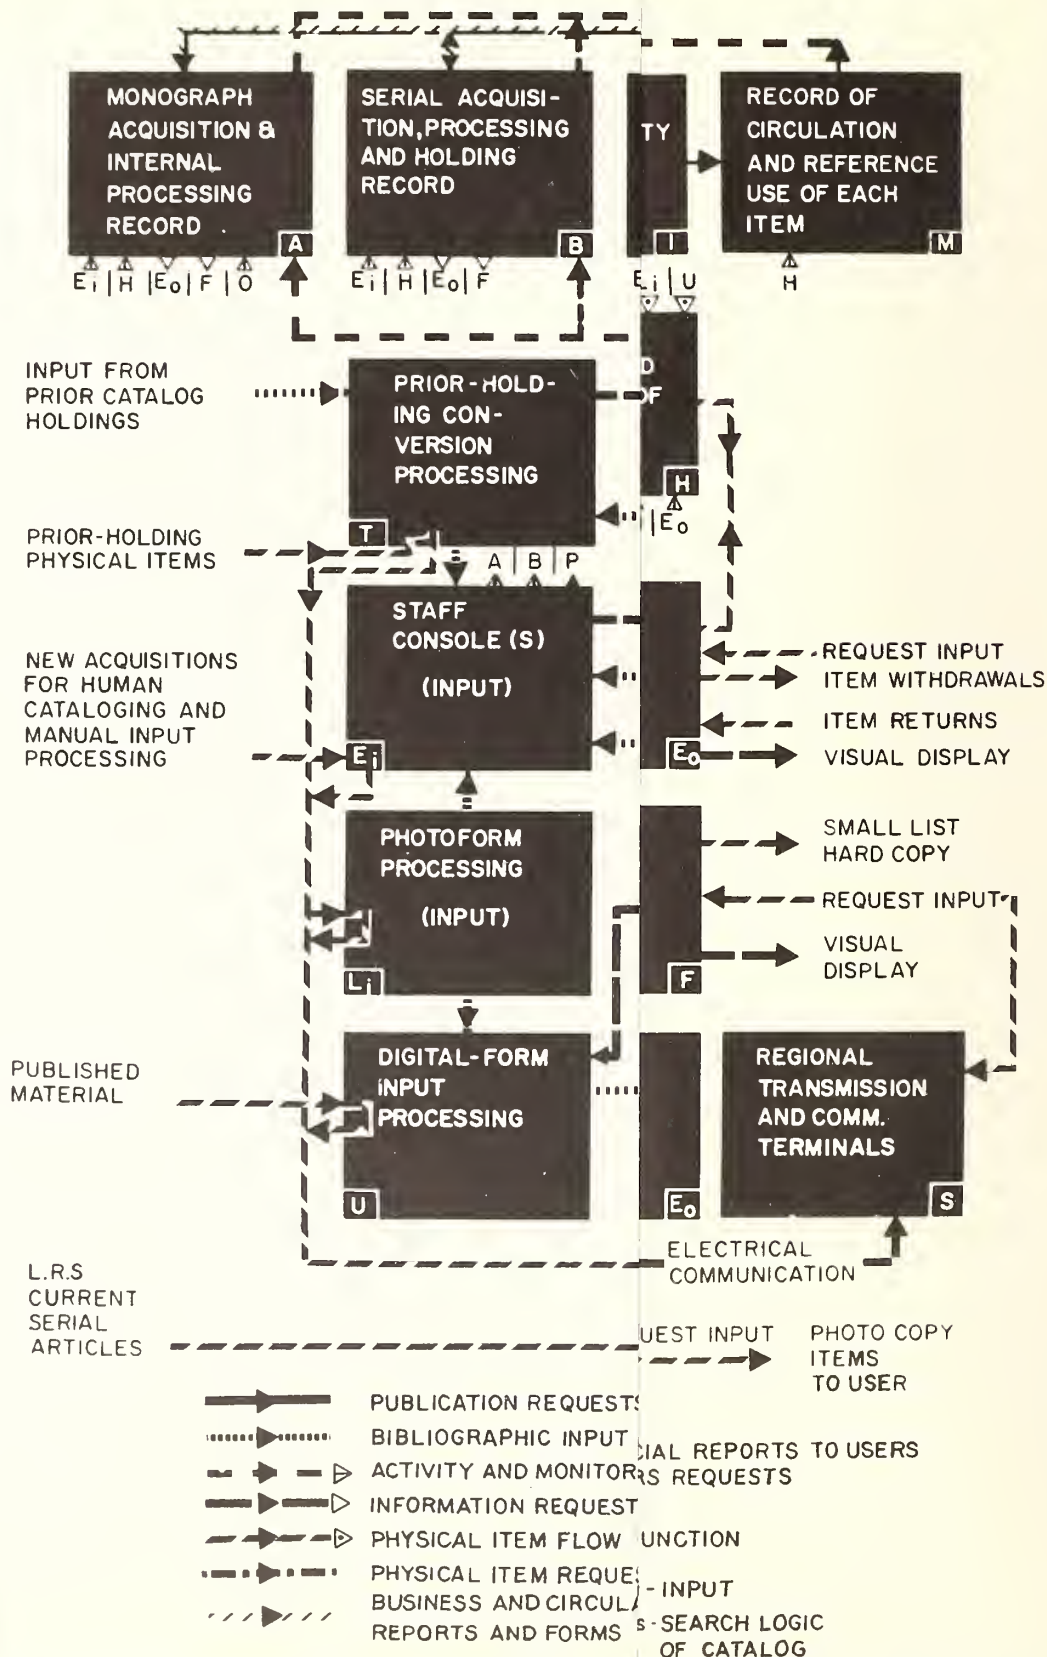 MONOGRAPH
ACQUISITION &
INTERNAL
PROCESSING
RECORD .
A
SERIAL ACQUISI-
TION, PROCESSING
AND HOLDING
RECORD
B
TY
I
RECORD OF
CIRCULATION
AND REFERENCE
USE OF EACH
ITEM
M
Ei | H | Eo | F | O
Ei | H | Eo | F
Ei | U
H
INPUT FROM
PRIOR CATALOG
HOLDINGS
PRIOR-HOLD-
ING CON-
VERSION
PROCESSING
T
D
OF
H
| Eo
PRIOR-HOLDING
PHYSICAL ITEMS
A | B | P
STAFF
CONSOLE (S)
(INPUT)
Ei
NEW ACQUISITIONS
FOR HUMAN
CATALOGING AND
MANUAL INPUT
PROCESSING
Eo
REQUEST INPUT
ITEM WITHDRAWALS
ITEM RETURNS
VISUAL DISPLAY
PHOTOFORM
PROCESSING
(INPUT)
Li
F
SMALL LIST
HARD COPY
REQUEST INPUT
VISUAL
DISPLAY
PUBLISHED
MATERIAL
DIGITAL-FORM
INPUT
PROCESSING
U
Eo
REGIONAL
TRANSMISSION
AND COMM.
TERMINALS
S
ELECTRICAL
COMMUNICATION
L.R.S
CURRENT
SERIAL
ARTICLES
UEST INPUT
PHOTO COPY
ITEMS
TO USER
PUBLICATION REQUESTS
BIBLIOGRAPHIC INPUT
ACTIVITY AND MONITOR
INFORMATION REQUEST
PHYSICAL ITEM FLOW
PHYSICAL ITEM REQUE
BUSINESS AND CIRCULA
REPORTS AND FORMS
CIAL REPORTS TO USERS
RS REQUESTS
UNCTION
- INPUT
S - SEARCH LOGIC
OF CATALOG